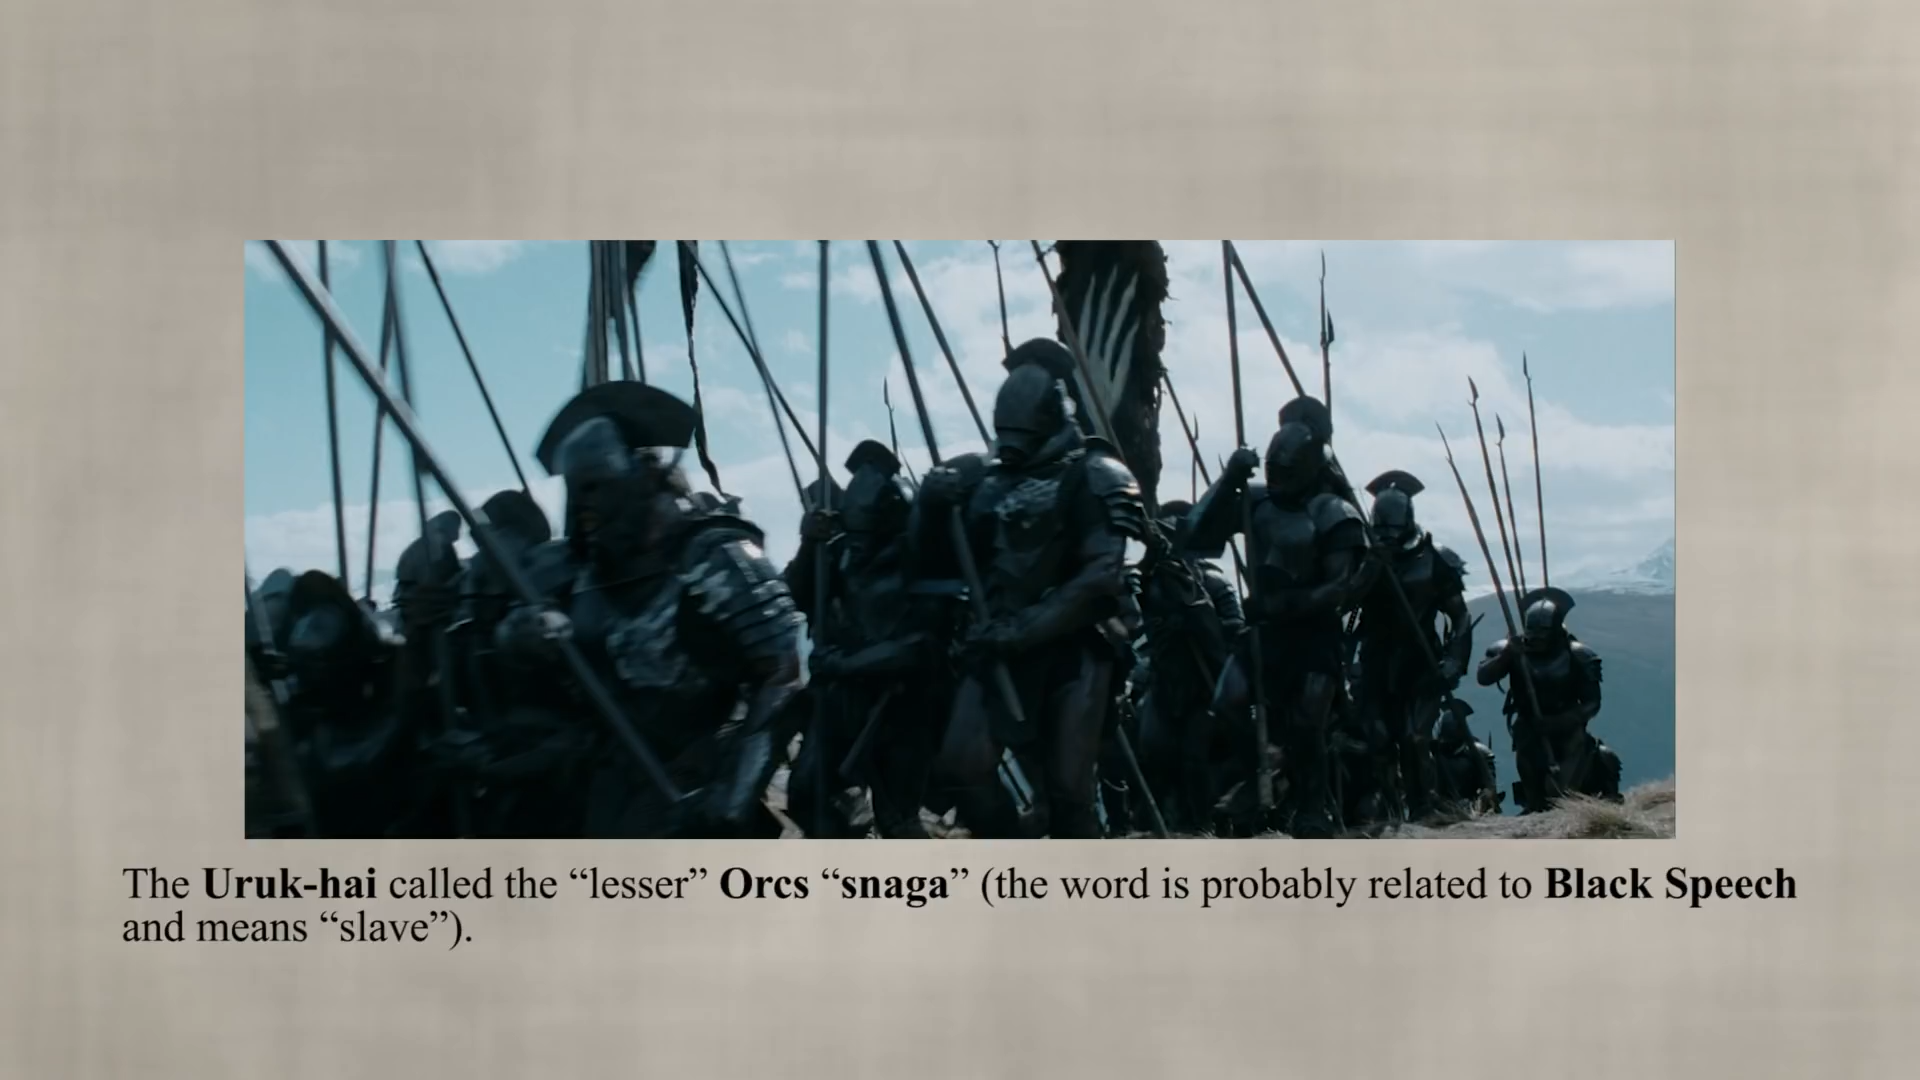 The Uruk-hai called the “lesser” Orcs “snaga” (the word is probably related to Black Speech
and means “slave”).